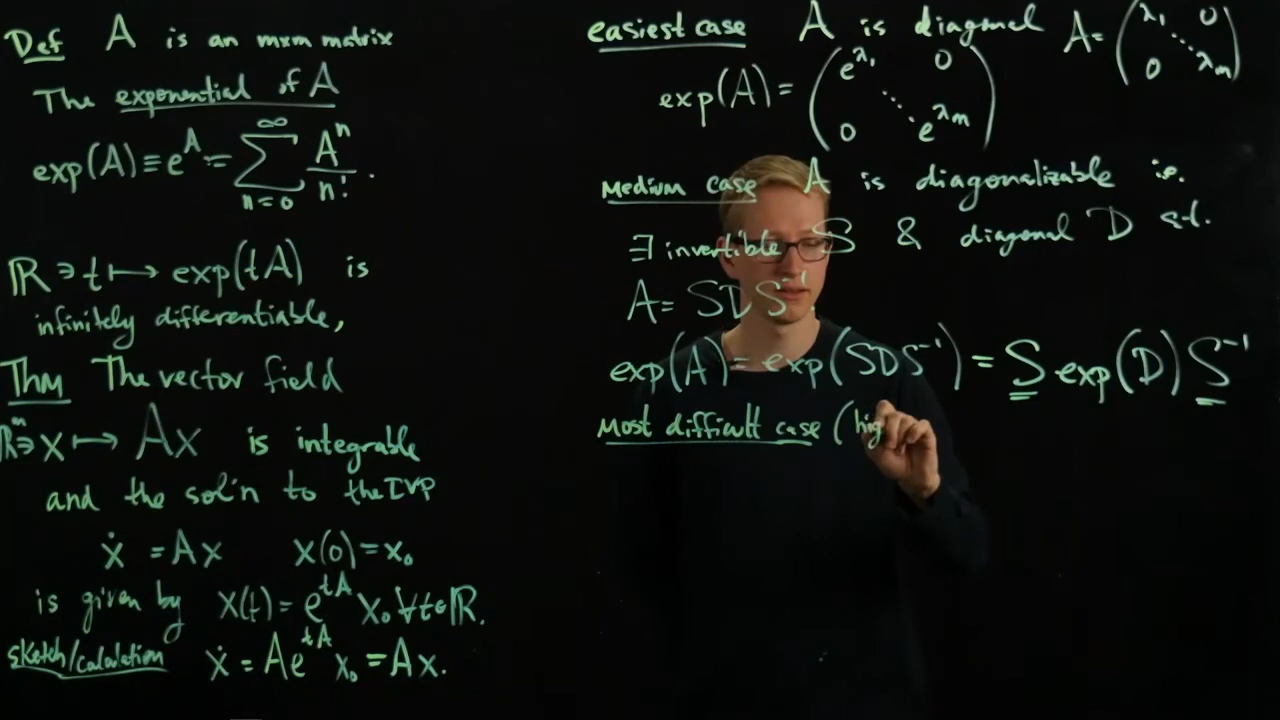 Def A is an mxm matrix
The exponential of A
exp(A) ≡ e^A := ∑_{n=0}^{∞} A^n/n! .
ℝ ∋ t ↦ exp(tA) is
infinitely differentiable,
Thm The vector field
ℝ^m ∋ x ↦ Ax is integrable
and the sol'n to the IVP
ẋ = Ax x(0) = x₀
is given by x(t) = e^{tA} x₀ ∀t∈ℝ.
sketch/calculation ẋ = Ae^{tA} x₀ = Ax.
easiest case A is diagonal A = (λ₁ 0 ⋱ 0 λm)
exp(A) = (e^{λ₁} 0 ⋱ 0 e^{λm})
Medium case A is diagonalizable i.e.
∃ invertible S & diagonal D s.t.
A = SDS⁻¹.
exp(A) = exp(SDS⁻¹) = S exp(D) S⁻¹
Most difficult case (hig